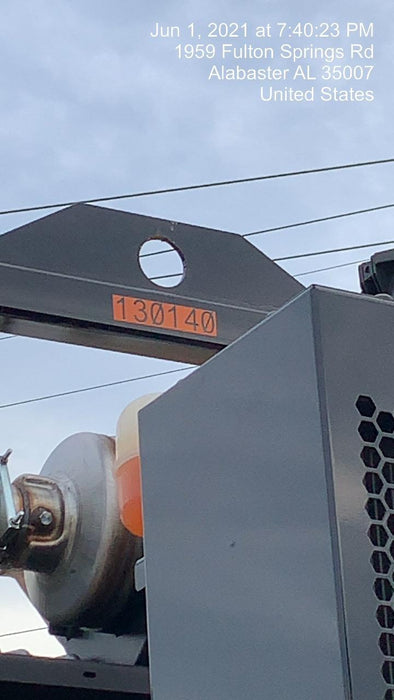 Jun 1, 2021 at 7:40:23 PM
1959 Fulton Springs Rd
Alabaster AL 35007
United States
130140